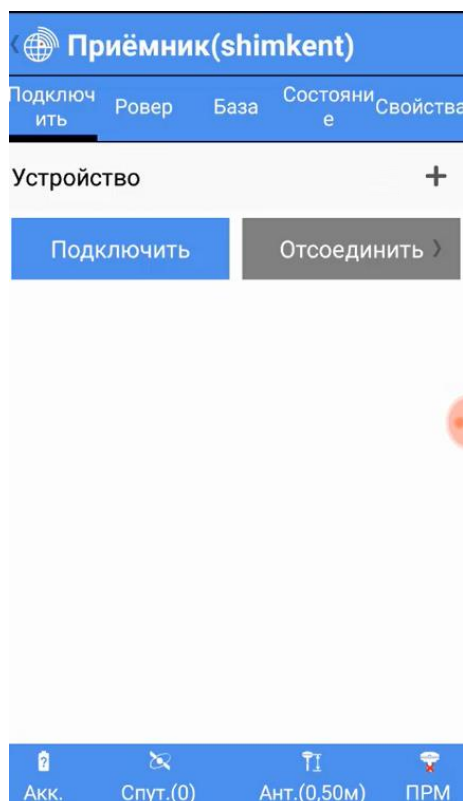 Приёмник(shimkent)
Подключ
ить
Ровер
База
Состояни
е
Свойства
Устройство
Подключить
Отсоединить
Акк.
Спут.(0)
Ант.(0,50м)
ПРМ